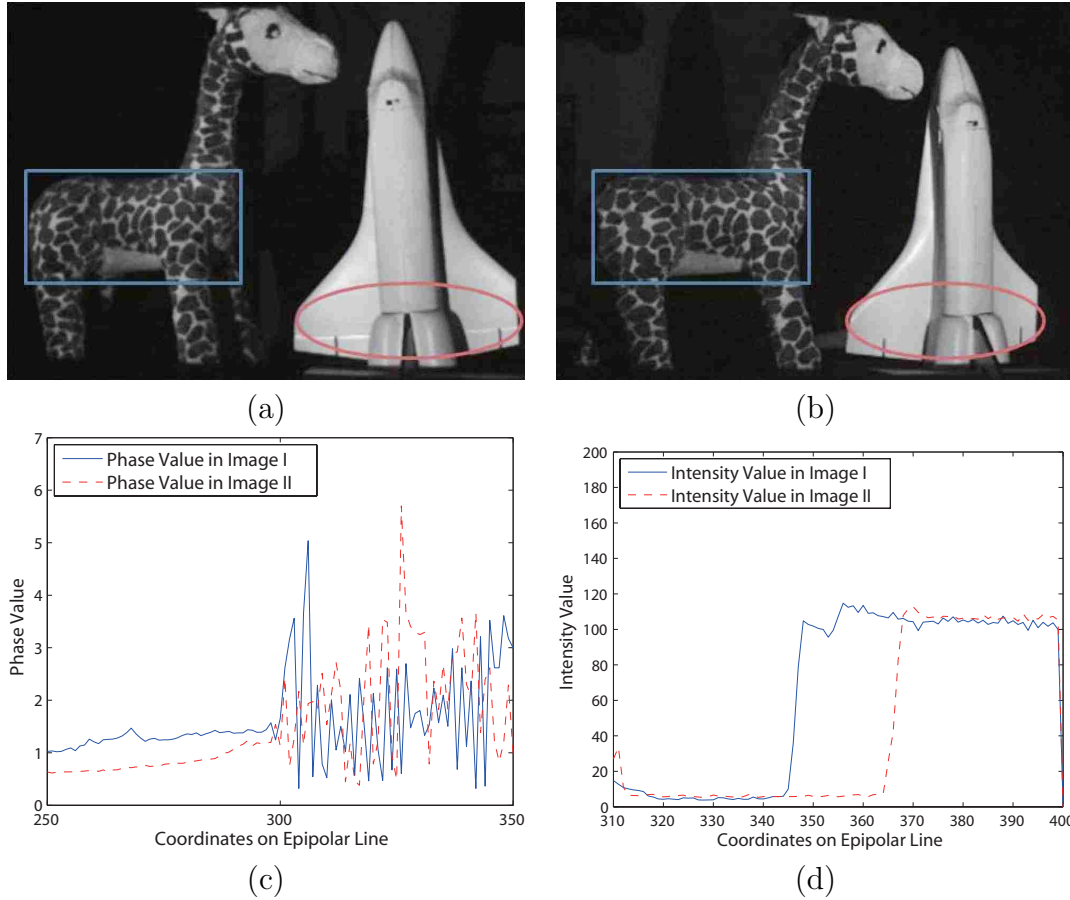 (a)
(b)
7
6
5
4
3
2
1
0
Phase Value
Phase Value in Image I
Phase Value in Image II
250
300
350
Coordinates on Epipolar Line
(c)
200
180
160
140
120
100
80
60
40
20
0
Intensity Value
Intensity Value in Image I
Intensity Value in Image II
310
320
330
340
350
360
370
380
390
400
Coordinates on Epipolar Line
(d)